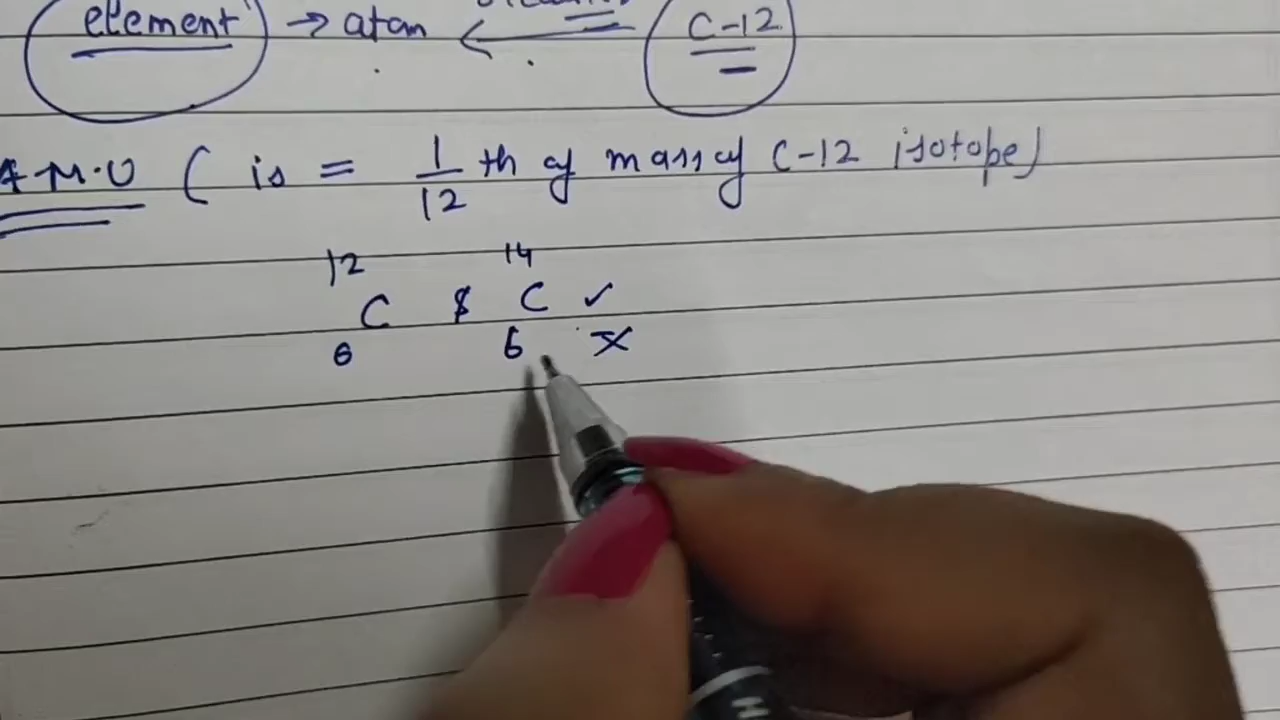 element → atom ← C-12
A.M.U ( is = 1/12 th of mass of C-12 isotope)
12 14
C & C ✓
6 6 X